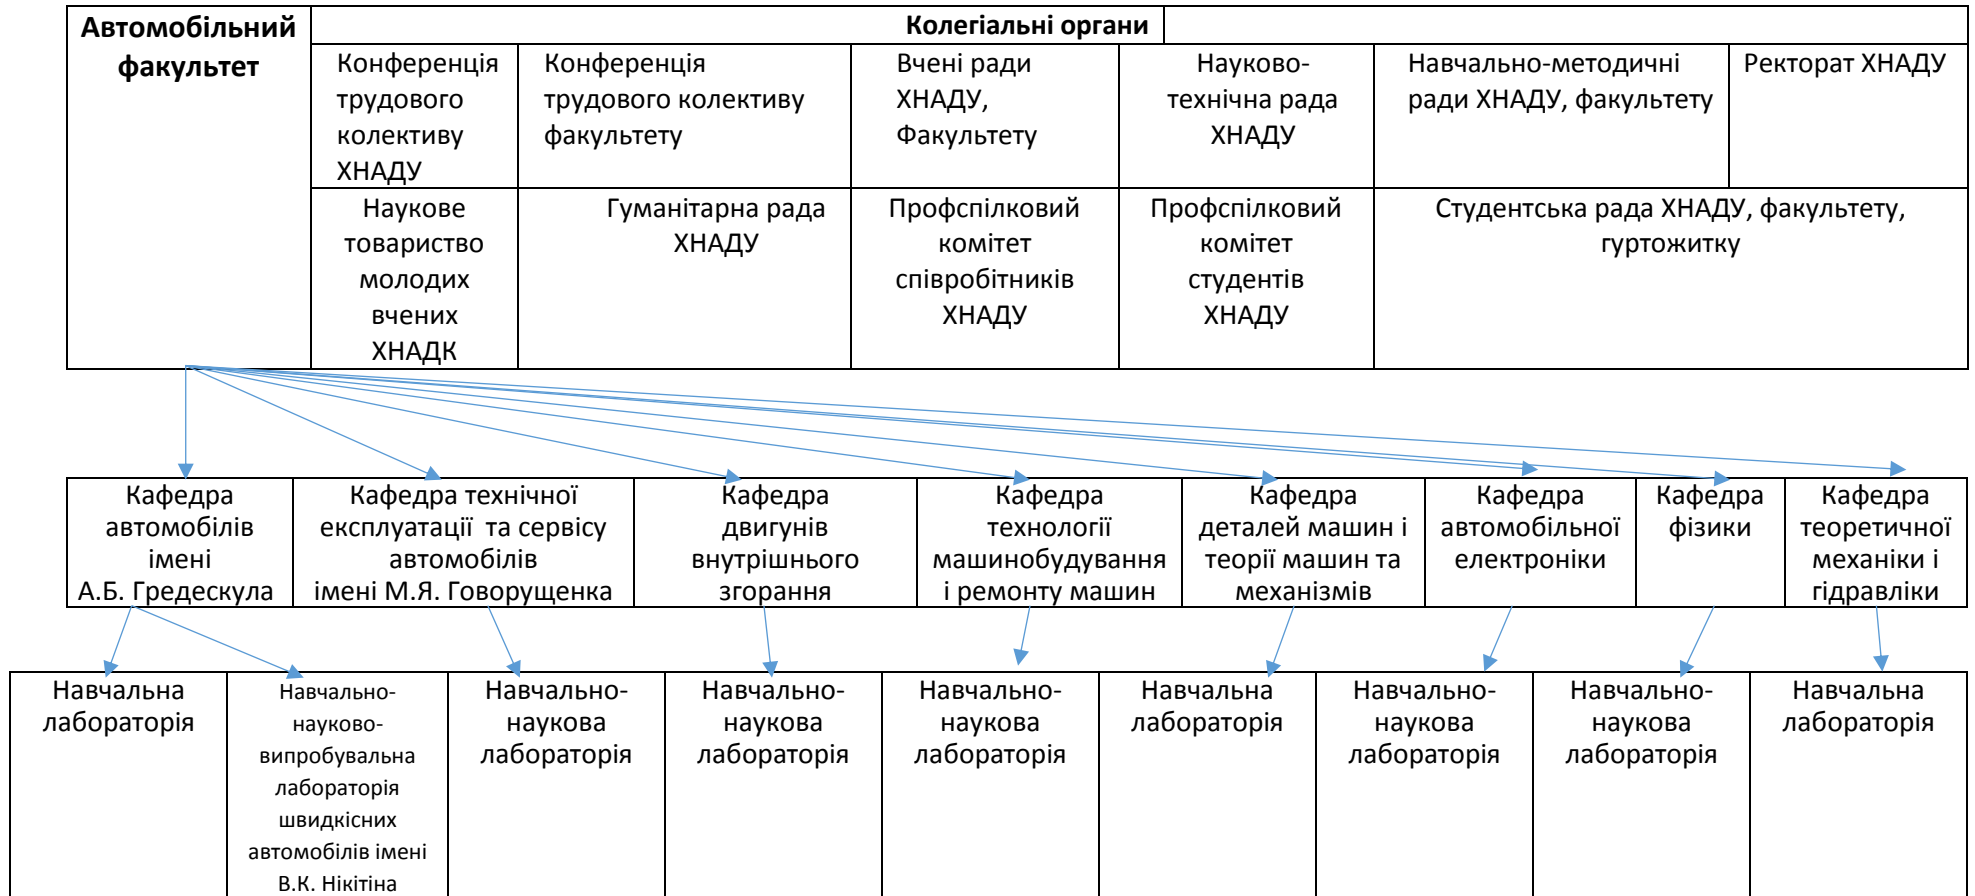 Автомобільний
факультет
Колегіальні органи
Конференція
трудового
колективу
ХНАДУ
Конференція
трудового колективу
факультету
Вчені ради
ХНАДУ,
Факультету
Науково-
технічна рада
ХНАДУ
Навчально-методичні
ради ХНАДУ, факультету
Ректорат ХНАДУ
Наукове
товариство
молодих
вчених
ХНАДК
Гуманітарна рада
ХНАДУ
Профспілковий
комітет
співробітників
ХНАДУ
Профспілковий
комітет
студентів
ХНАДУ
Студентська рада ХНАДУ, факультету,
гуртожитку
Кафедра
автомобілів
імені
А.Б. Гредескула
Кафедра технічної
експлуатації та сервісу
автомобілів
імені М.Я. Говорущенка
Кафедра
двигунів
внутрішнього
згорання
Кафедра
технології
машинобудування
і ремонту машин
Кафедра
деталей машин і
теорії машин та
механізмів
Кафедра
автомобільної
електроніки
Кафедра
фізики
Кафедра
теоретичної
механіки і
гідравліки
Навчальна
лабораторія
Навчально-
науково-
випробувальна
лабораторія
швидкісних
автомобілів імені
В.К. Нікітіна
Навчально-
наукова
лабораторія
Навчально-
наукова
лабораторія
Навчально-
наукова
лабораторія
Навчальна
лабораторія
Навчально-
наукова
лабораторія
Навчально-
наукова
лабораторія
Навчальна
лабораторія